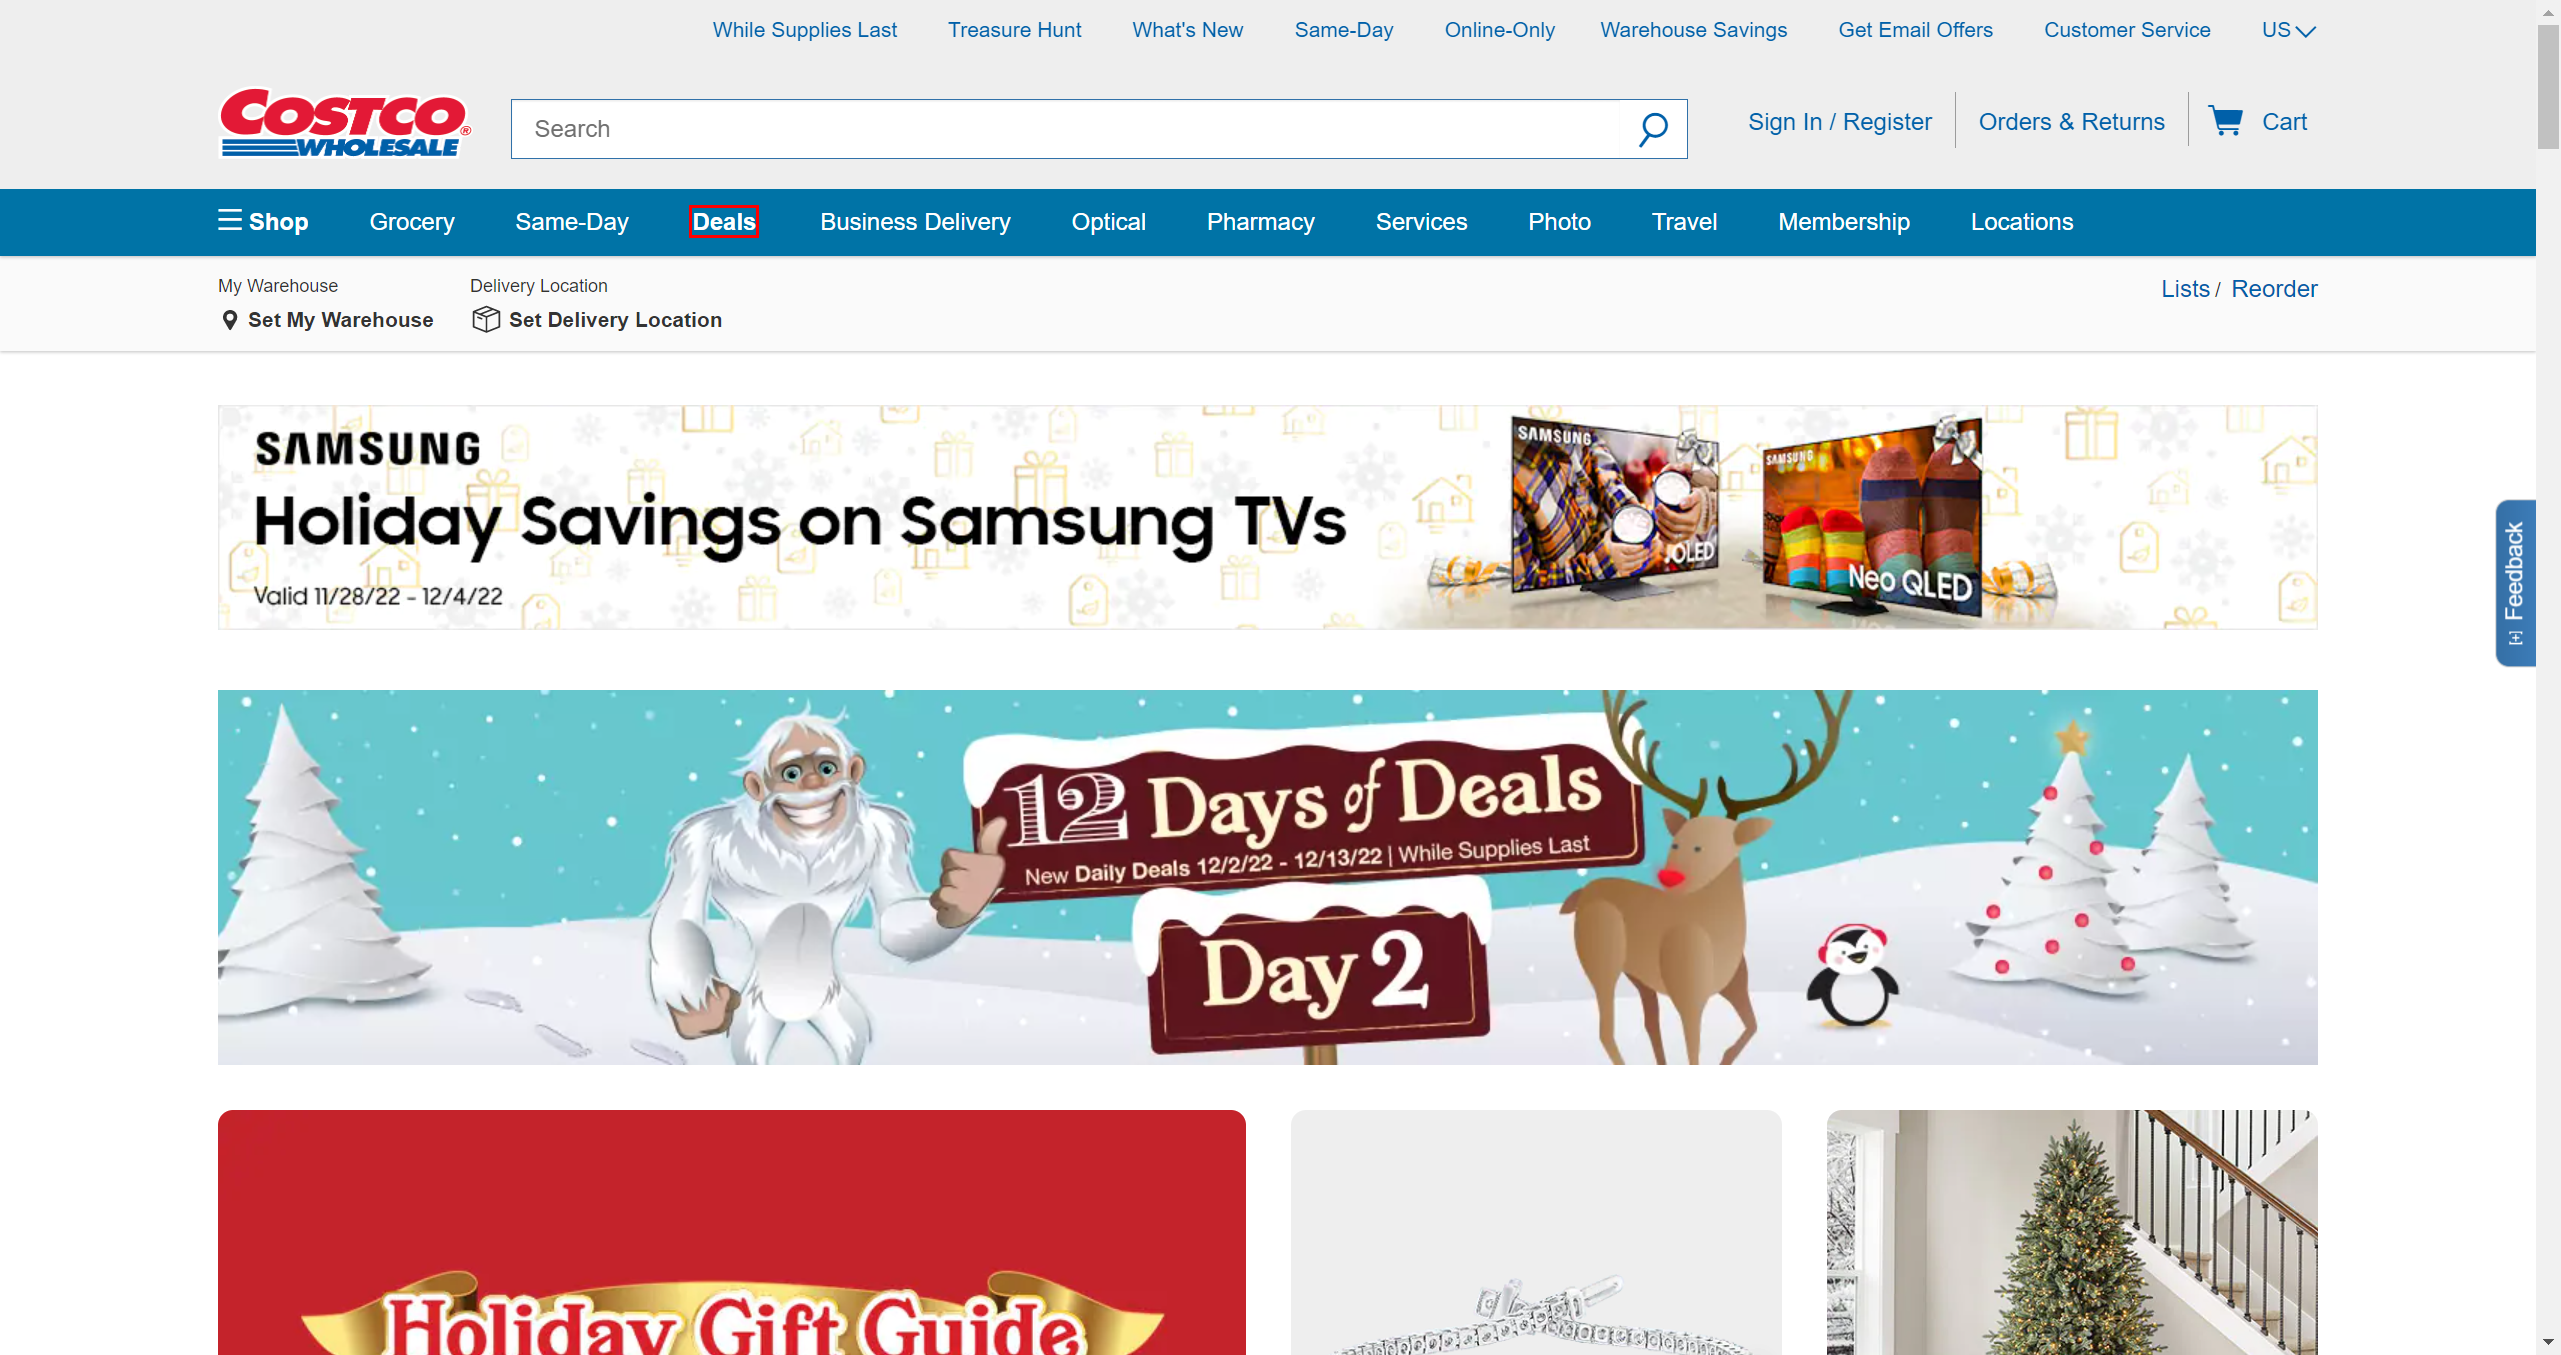 While Supplies Last Treasure Hunt What's New Same-Day Online-Only Warehouse Savings Get Email Offers Customer Service US
COSTCO WHOLESALE ®
Search
Sign In / Register Orders & Returns Cart
Shop Grocery Same-Day Deals Business Delivery Optical Pharmacy Services Photo Travel Membership Locations
My Warehouse Delivery Location
Set My Warehouse Set Delivery Location
Lists / Reorder
SAMSUNG
Holiday Savings on Samsung TVs
Valid 11/28/22 - 12/4/22
SAMSUNG
SAMSUNG
Neo QLED
[+] Feedback
12 Days of Deals
New Daily Deals 12/2/22 - 12/13/22 | While Supplies Last
Day 2
Holiday Gift Guide